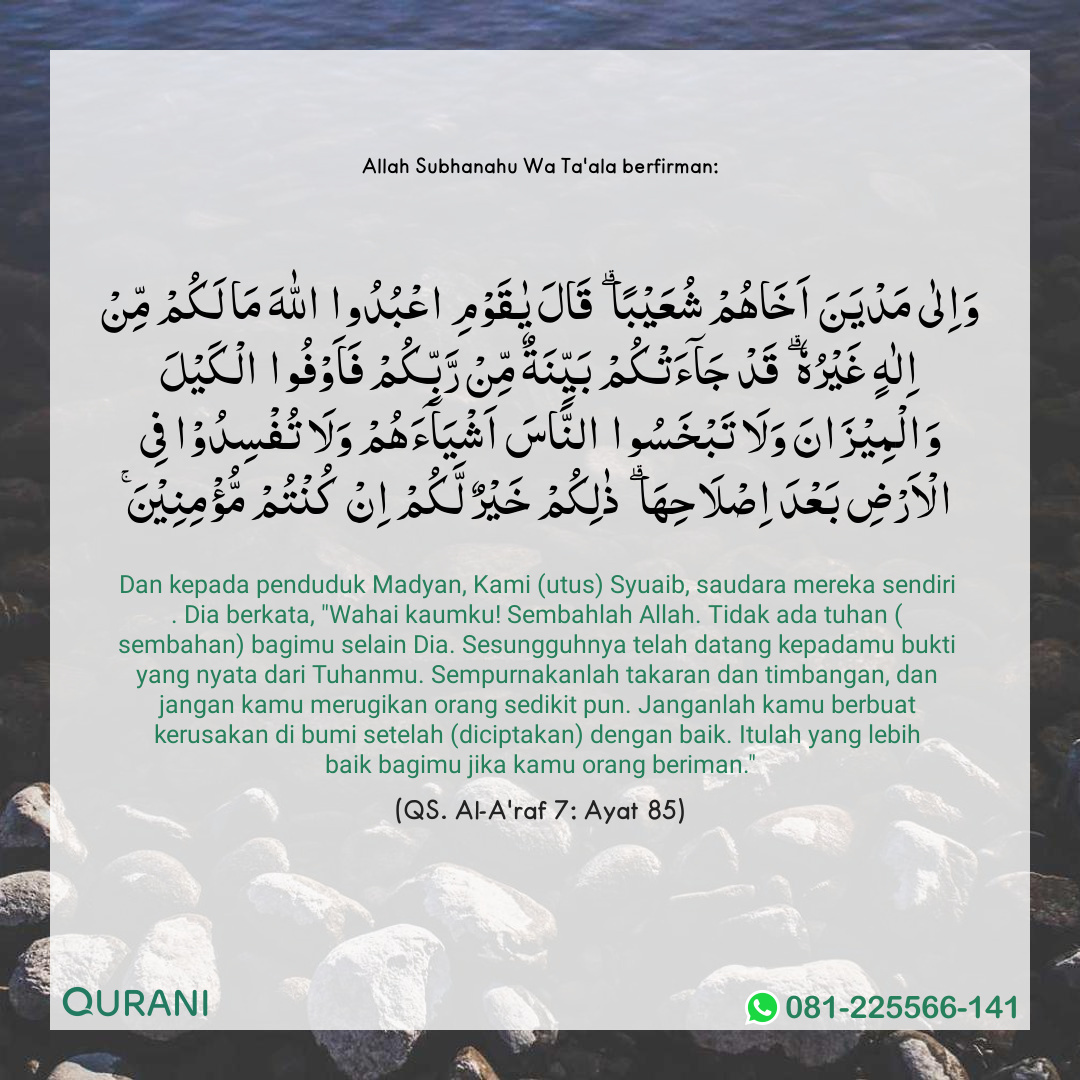 Allah Subhanahu Wa Ta'ala berfirman:
وَاِلٰى مَدْيَنَ اَخَاهُمْ شُعَيْبًاۗ قَالَ يٰقَوْمِ اعْبُدُوا اللّٰهَ مَا لَكُمْ مِّنْ
اِلٰهٍ غَيْرُهٗۗ قَدْ جَاۤءَتْكُمْ بَيِّنَةٌ مِّنْ رَّبِّكُمْ فَاَوْفُوا الْكَيْلَ
وَالْمِيْزَانَ وَلَا تَبْخَسُوا النَّاسَ اَشْيَاۤءَهُمْ وَلَا تُفْسِدُوْا فِى
الْاَرْضِ بَعْدَ اِصْلَاحِهَاۗ ذٰلِكُمْ خَيْرٌ لَّكُمْ اِنْ كُنْتُمْ مُّؤْمِنِيْنَۚ
Dan kepada penduduk Madyan, Kami (utus) Syuaib, saudara mereka sendiri
. Dia berkata, "Wahai kaumku! Sembahlah Allah. Tidak ada tuhan (
sembahan) bagimu selain Dia. Sesungguhnya telah datang kepadamu bukti
yang nyata dari Tuhanmu. Sempurnakanlah takaran dan timbangan, dan
jangan kamu merugikan orang sedikit pun. Janganlah kamu berbuat
kerusakan di bumi setelah (diciptakan) dengan baik. Itulah yang lebih
baik bagimu jika kamu orang beriman."
(QS. Al-A'raf 7: Ayat 85)
QURANI
081-225566-141